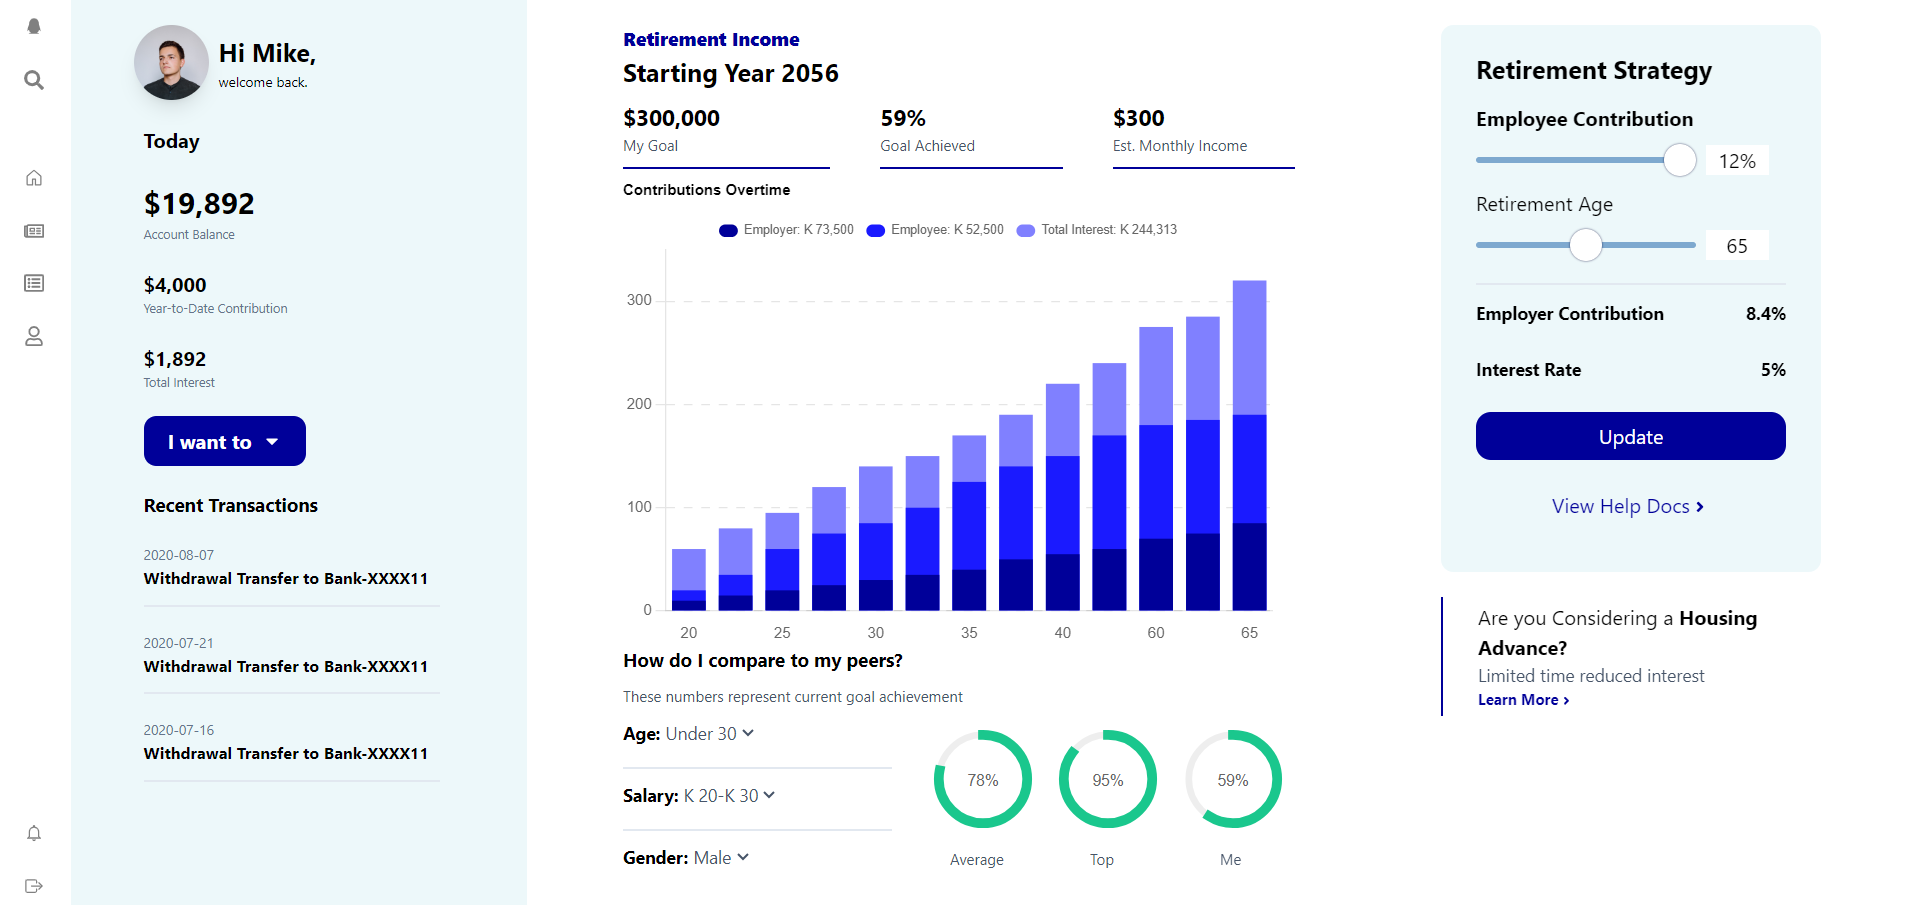 Hi Mike,
welcome back.
Today
$19,892
Account Balance
$4,000
Year-to-Date Contribution
$1,892
Total Interest
I want to
Recent Transactions
2020-08-07
Withdrawal Transfer to Bank-XXXX11
2020-07-21
Withdrawal Transfer to Bank-XXXX11
2020-07-16
Withdrawal Transfer to Bank-XXXX11
Retirement Income
Starting Year 2056
$300,000 59% $300
My Goal Goal Achieved Est. Monthly Income
Contributions Overtime
Employer: K 73,500 Employee: K 52,500 Total Interest: K 244,313
300
200
100
0
20 25 30 35 40 60 65
How do I compare to my peers?
These numbers represent current goal achievement
Age: Under 30
Salary: K 20-K 30
Gender: Male
78% 95% 59%
Average Top Me
Retirement Strategy
Employee Contribution
12%
Retirement Age
65
Employer Contribution 8.4%
Interest Rate 5%
Update
View Help Docs
Are you Considering a Housing
Advance?
Limited time reduced interest
Learn More